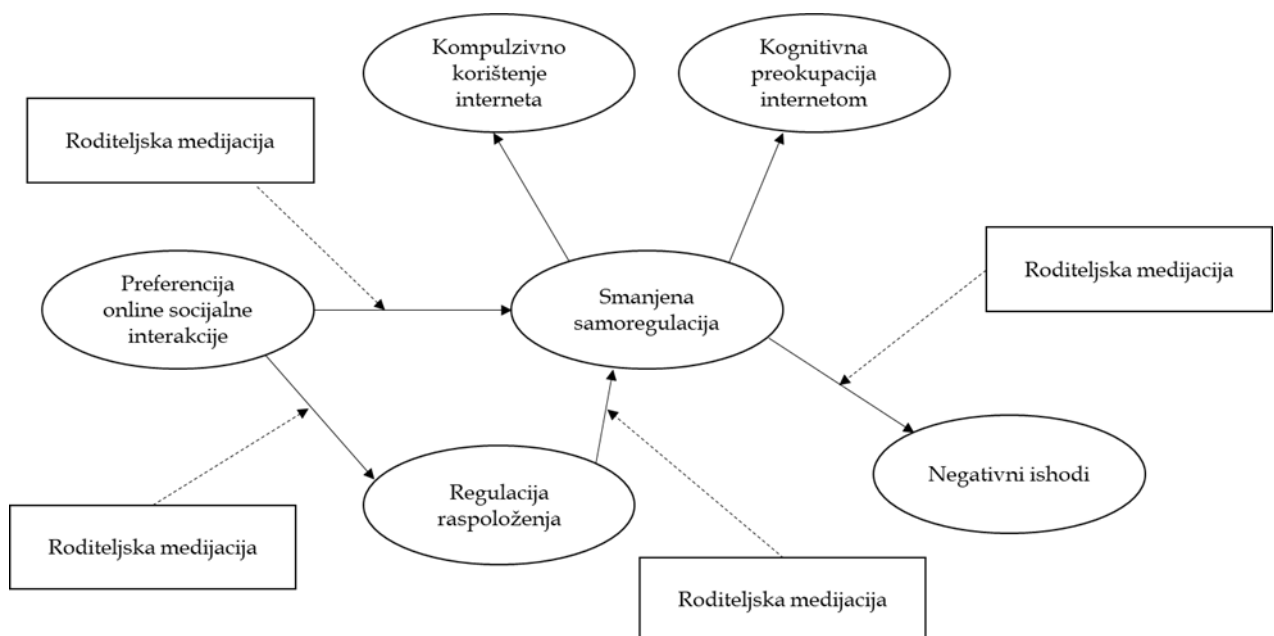 Kompulzivno
korištenje
interneta
Kognitivna
preokupacija
internetom
Roditeljska medijacija
Preferencija
online socijalne
interakcije
Smanjena
samoregulacija
Roditeljska medijacija
Regulacija
raspoloženja
Negativni ishodi
Roditeljska medijacija
Roditeljska medijacija